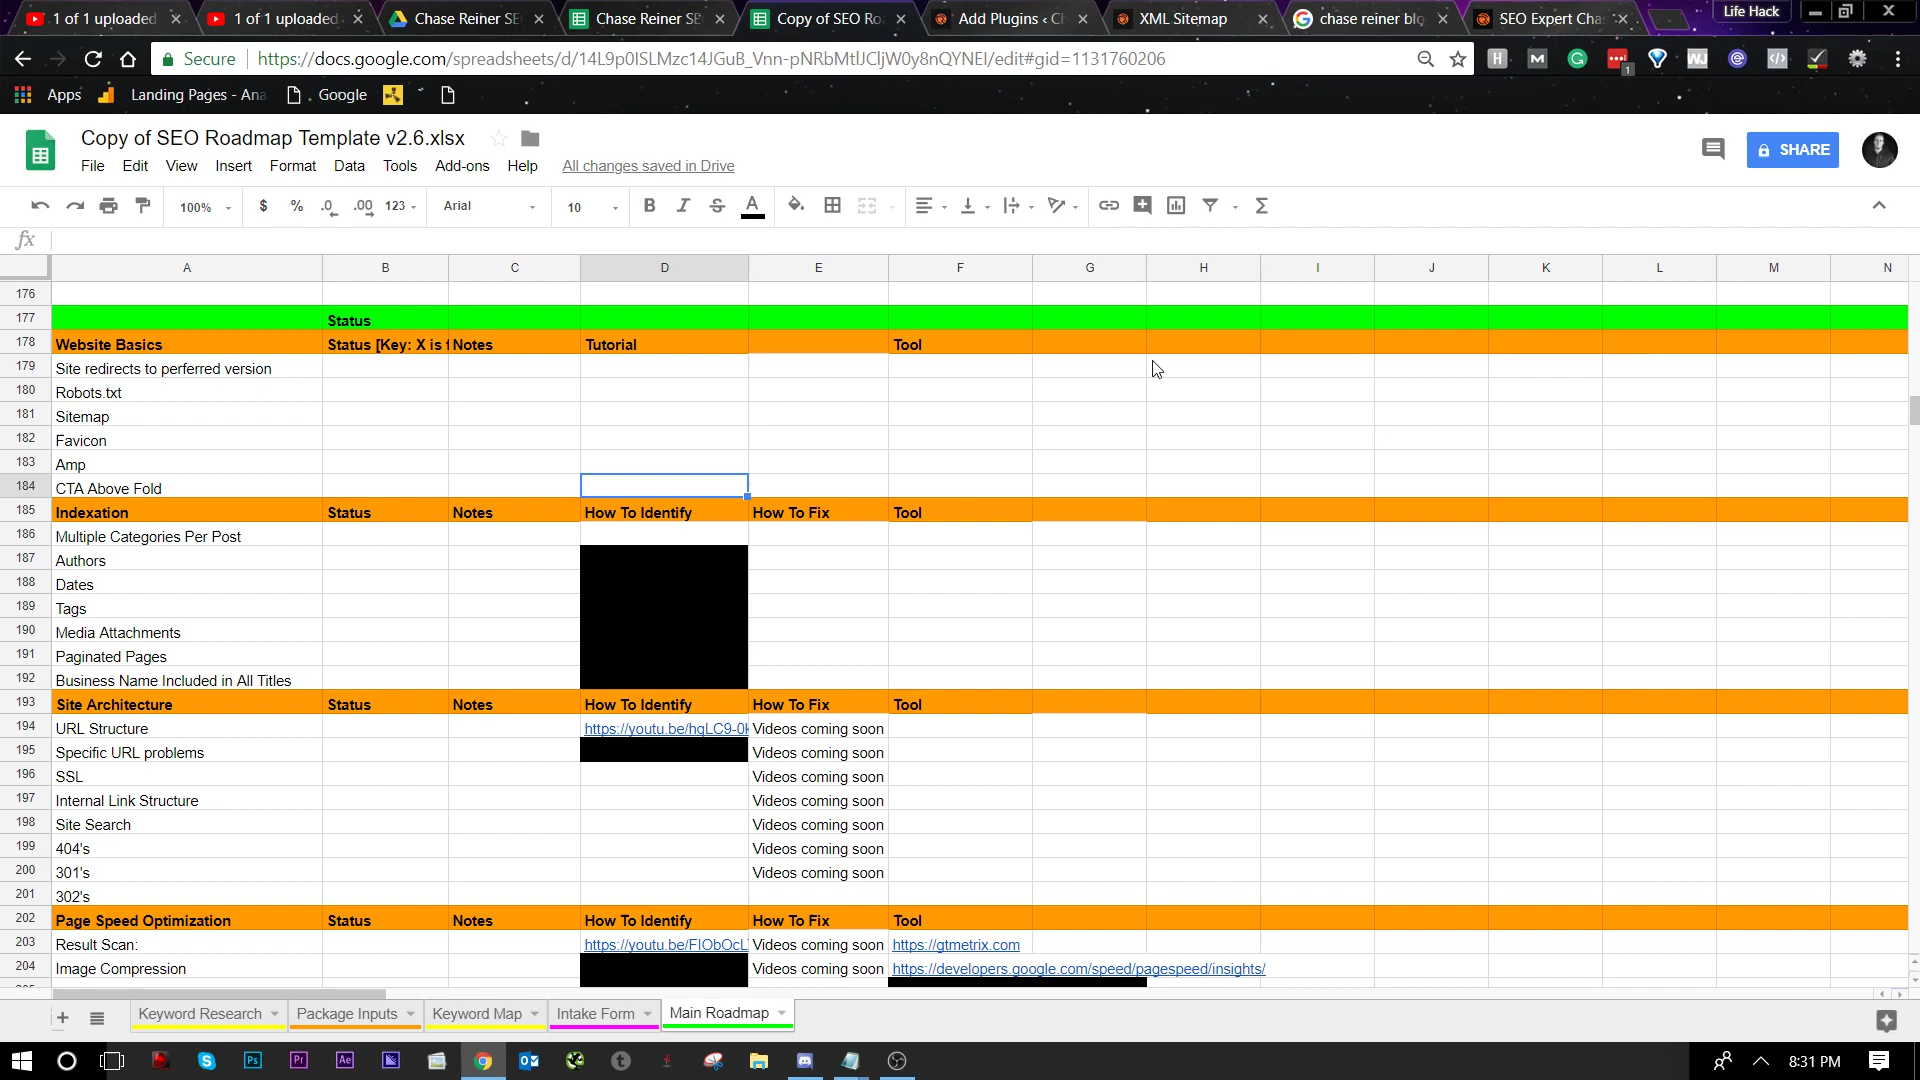 1 of 1 uploaded
1 of 1 uploaded
Chase Reiner SE
Chase Reiner SE
Copy of SEO Ro
Add Plugins ‹ Ch
XML Sitemap
chase reiner blo
SEO Expert Cha
Life Hack
Secure
https://docs.google.com/spreadsheets/d/14L9p0ISLMzc14JGuB_Vnn-pNRbMtlJCljW0y8nQYNEI/edit#gid=1131760206
Apps
Landing Pages - Ana
Google
Copy of SEO Roadmap Template v2.6.xlsx
File Edit View Insert Format Data Tools Add-ons Help All changes saved in Drive
SHARE
100% $ % .0 .00 123 Arial 10
fx
A B C D E F G H I J K L M N
176
177 Status
178 Website Basics Status [Key: X is f Notes Tutorial Tool
179 Site redirects to perferred version
180 Robots.txt
181 Sitemap
182 Favicon
183 Amp
184 CTA Above Fold
185 Indexation Status Notes How To Identify How To Fix Tool
186 Multiple Categories Per Post
187 Authors
188 Dates
189 Tags
190 Media Attachments
191 Paginated Pages
192 Business Name Included in All Titles
193 Site Architecture Status Notes How To Identify How To Fix Tool
194 URL Structure https://youtu.be/hqLC9-0k Videos coming soon
195 Specific URL problems Videos coming soon
196 SSL Videos coming soon
197 Internal Link Structure Videos coming soon
198 Site Search Videos coming soon
199 404's Videos coming soon
200 301's Videos coming soon
201 302's
202 Page Speed Optimization Status Notes How To Identify How To Fix Tool
203 Result Scan: https://youtu.be/FIObOcL Videos coming soon https://gtmetrix.com
204 Image Compression Videos coming soon https://developers.google.com/speed/pagespeed/insights/
Keyword Research Package Inputs Keyword Map Intake Form Main Roadmap
8:31 PM